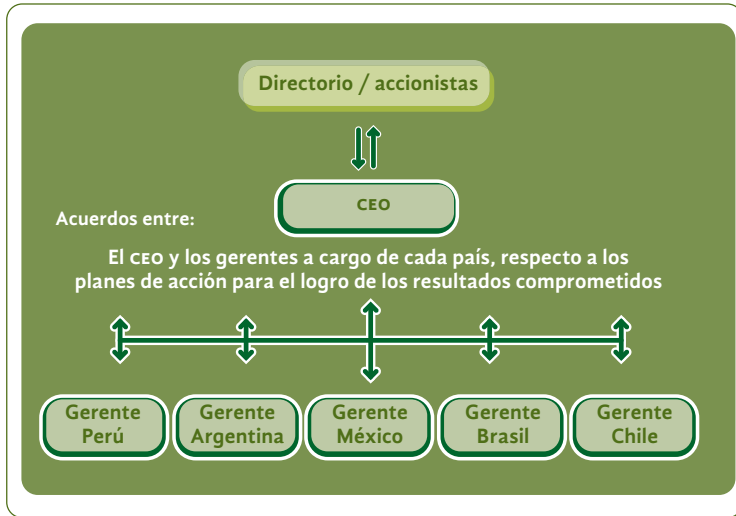 Directorio / accionistas
CEO
Acuerdos entre:
El CEO y los gerentes a cargo de cada país, respecto a los
planes de acción para el logro de los resultados comprometidos
Gerente
Perú
Gerente
Argentina
Gerente
México
Gerente
Brasil
Gerente
Chile